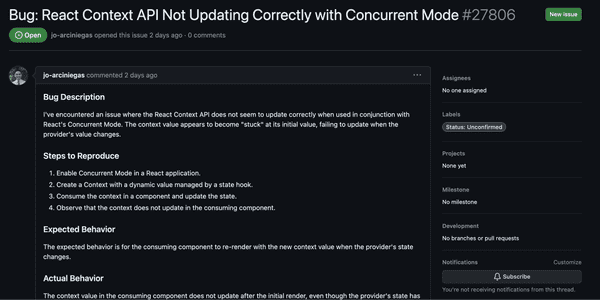 Bug: React Context API Not Updating Correctly with Concurrent Mode #27806
New issue
Open
jo-arciniegas opened this issue 2 days ago · 0 comments
jo-arciniegas commented 2 days ago
Bug Description
I've encountered an issue where the React Context API does not seem to update correctly when used in conjunction with
React's Concurrent Mode. The context value appears to become "stuck" at its initial value, failing to update when the
provider's value changes.
Steps to Reproduce
1. Enable Concurrent Mode in a React application.
2. Create a Context with a dynamic value managed by a state hook.
3. Consume the context in a component and update the state.
4. Observe that the context does not update in the consuming component.
Expected Behavior
The expected behavior is for the consuming component to re-render with the new context value when the provider's state
changes.
Actual Behavior
The context value in the consuming component does not update after the initial render, even though the provider's state has
Assignees
No one assigned
Labels
Status: Unconfirmed
Projects
None yet
Milestone
No milestone
Development
No branches or pull requests
Notifications
Customize
Subscribe
You're not receiving notifications from this thread.